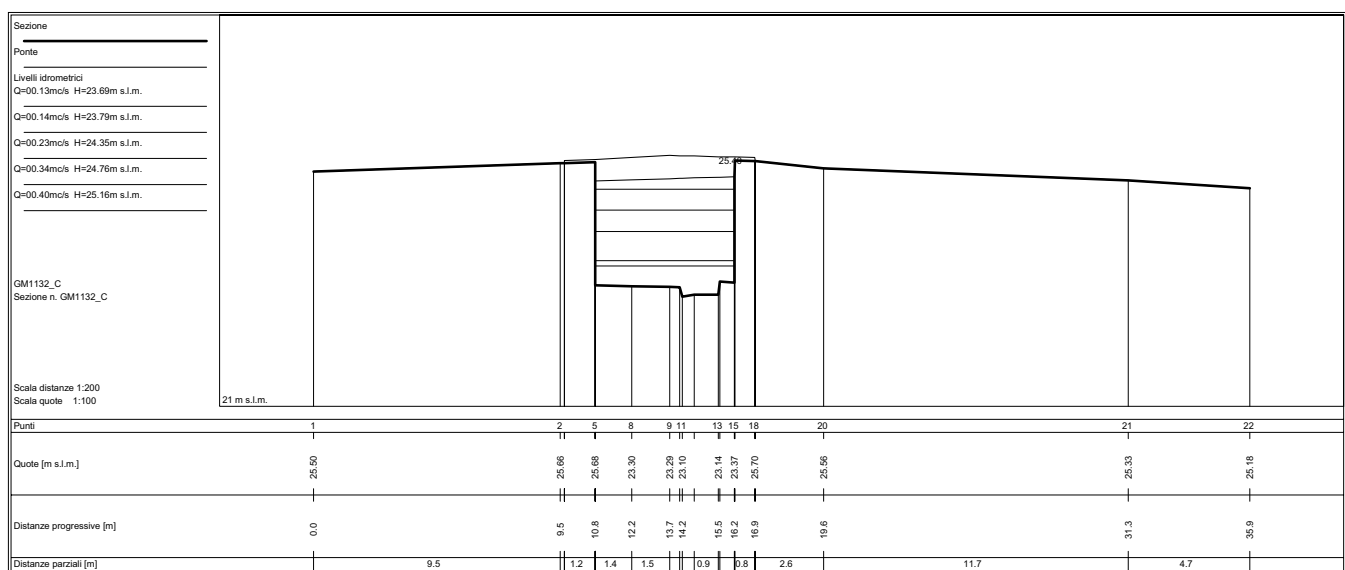 Sezione
Ponte
Livelli idrometrici
Q=00.13mc/s H=23.69m s.l.m.
Q=00.14mc/s H=23.79m s.l.m.
Q=00.23mc/s H=24.35m s.l.m.
Q=00.34mc/s H=24.76m s.l.m.
Q=00.40mc/s H=25.16m s.l.m.
25.40
GM1132_C
Sezione n. GM1132_C
Scala distanze 1:200
Scala quote 1:100
21 m s.l.m.
Punti 1 2 5 8 9 11 13 15 18 20 21 22
Quote [m s.l.m.] 25.50 25.66 25.68 23.30 23.29 23.10 23.14 23.37 25.70 25.56 25.33 25.18
Distanze progressive [m] 0.0 9.5 10.8 12.2 13.7 14.2 15.5 16.2 16.9 19.6 31.3 35.9
Distanze parziali [m] 9.5 1.2 1.4 1.5 0.9 0.8 2.6 11.7 4.7